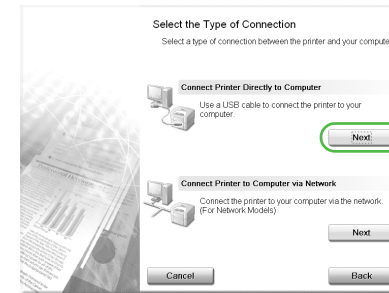 Select the Type of Connection
Select a type of connection between the printer and your compute
Connect Printer Directly to Computer
Use a USB cable to connect the printer to your
computer.
Next
Connect Printer to Computer via Network
Connect the printer to your computer via the network.
(For Network Models)
Next
Cancel
Back